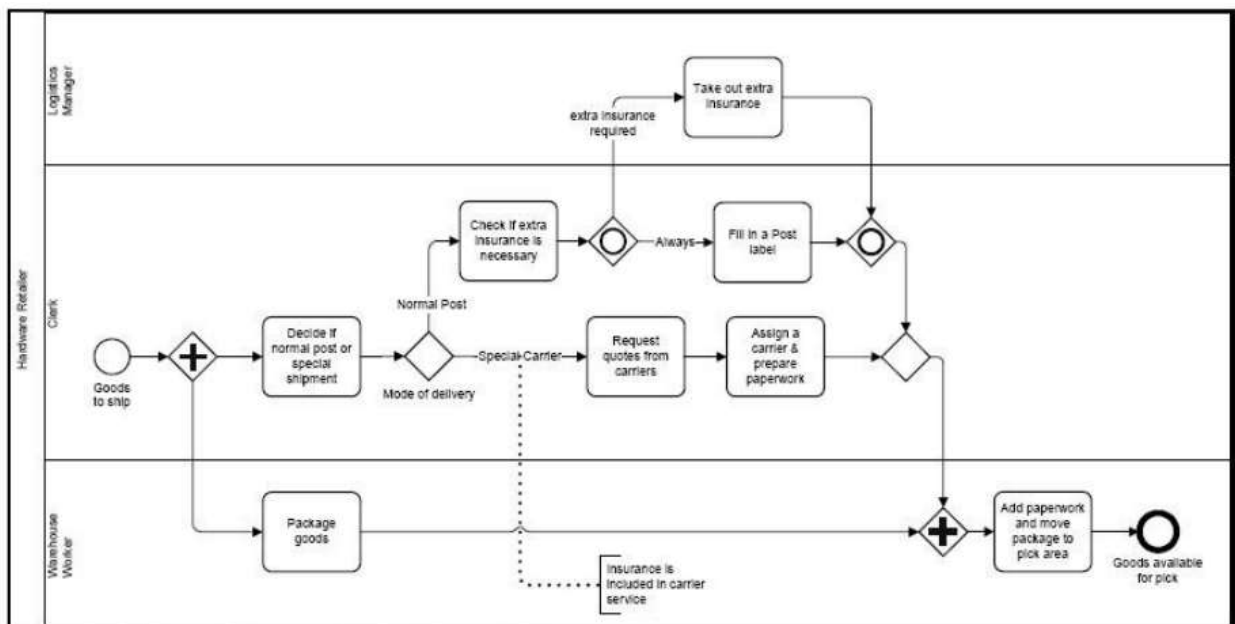 Hardware Retailer
Logistics
Manager
Take out extra
insurance
extra insurance
required
Clerk
Check if extra
insurance is
necessary
Always
Fill in a Post
label
Normal Post
Goods
to ship
Decide if
normal post or
special
shipment
Mode of delivery
Special Carrier
Request
quotes from
carriers
Assign a
carrier &
prepare
paperwork
Warehouse
Worker
Package
goods
Insurance is
included in carrier
service
Add paperwork
and move
package to
pick area
Goods available
for pick